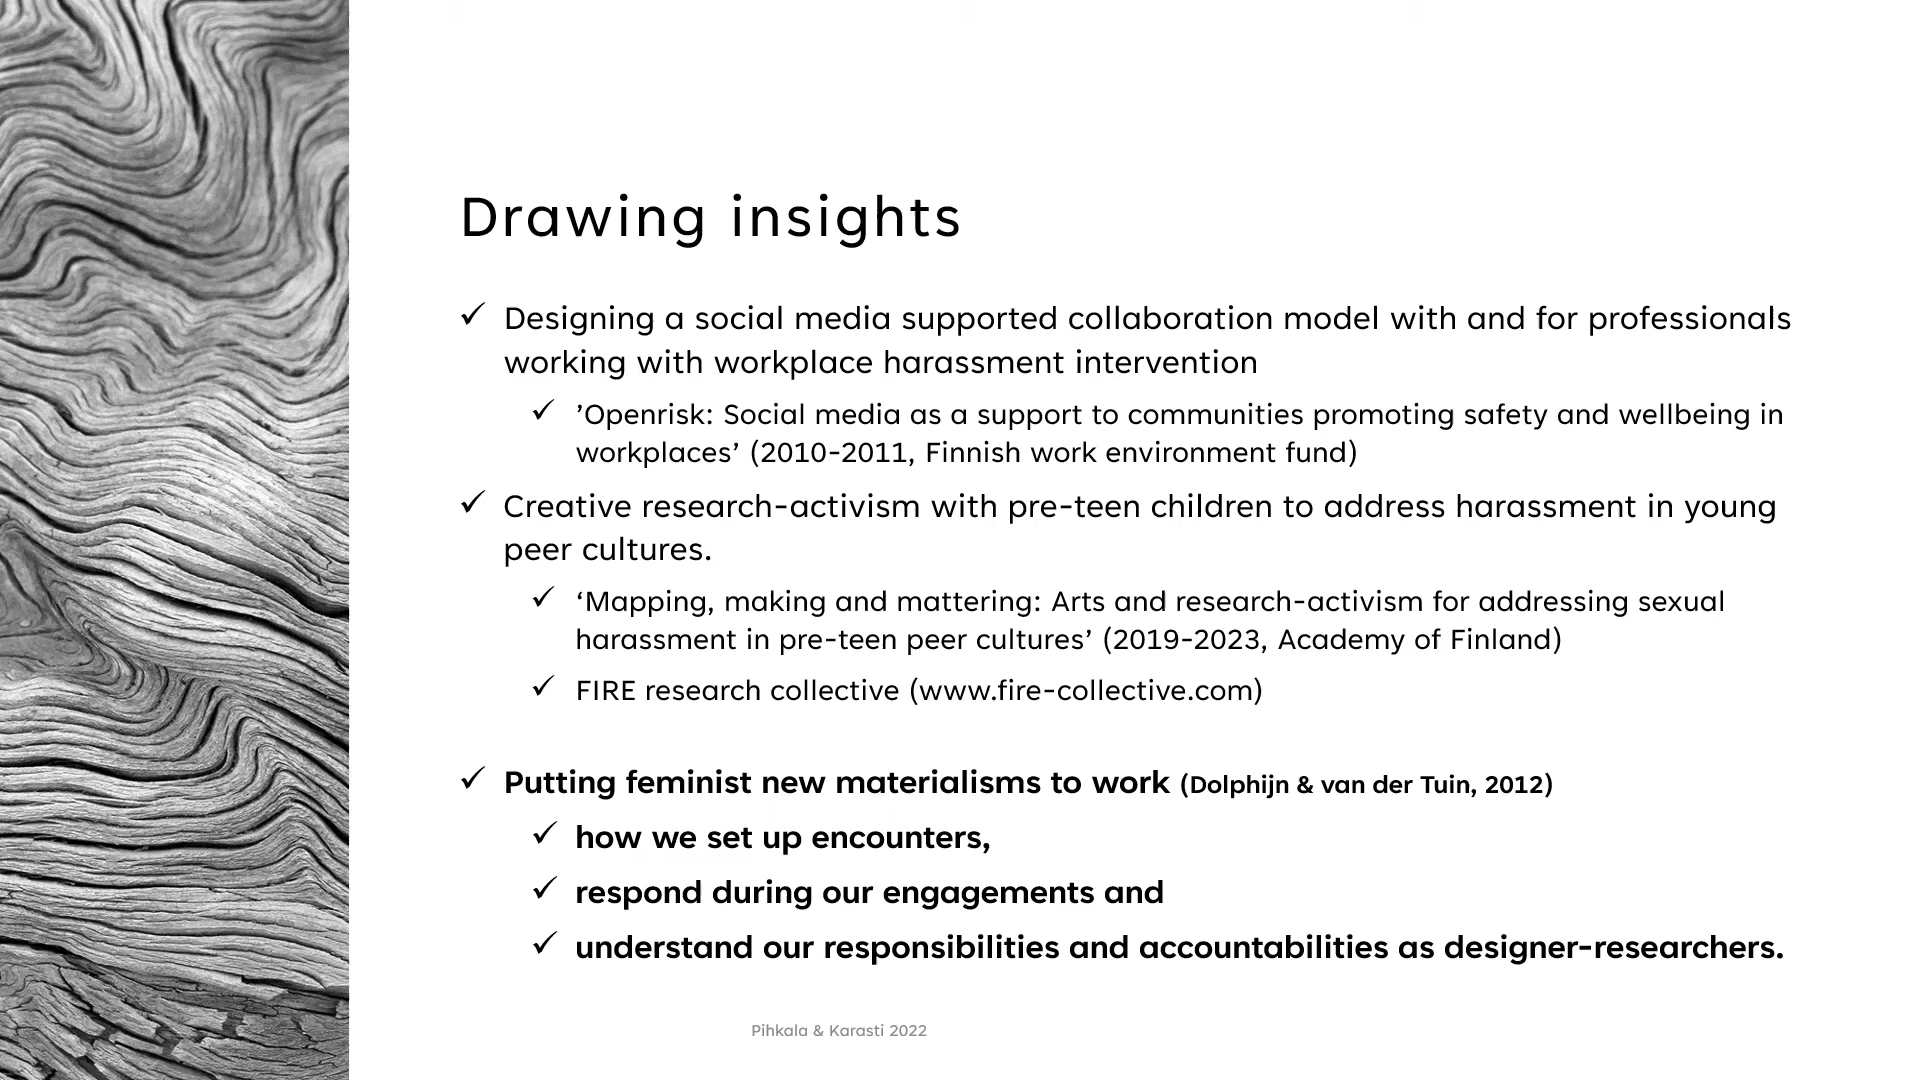 Drawing insights
✓ Designing a social media supported collaboration model with and for professionals
working with workplace harassment intervention
✓ ’Openrisk: Social media as a support to communities promoting safety and wellbeing in
workplaces’ (2010-2011, Finnish work environment fund)
✓ Creative research-activism with pre-teen children to address harassment in young
peer cultures.
✓ ‘Mapping, making and mattering: Arts and research-activism for addressing sexual
harassment in pre-teen peer cultures’ (2019-2023, Academy of Finland)
✓ FIRE research collective (www.fire-collective.com)
✓ Putting feminist new materialisms to work (Dolphijn & van der Tuin, 2012)
✓ how we set up encounters,
✓ respond during our engagements and
✓ understand our responsibilities and accountabilities as designer-researchers.
Pihkala & Karasti 2022